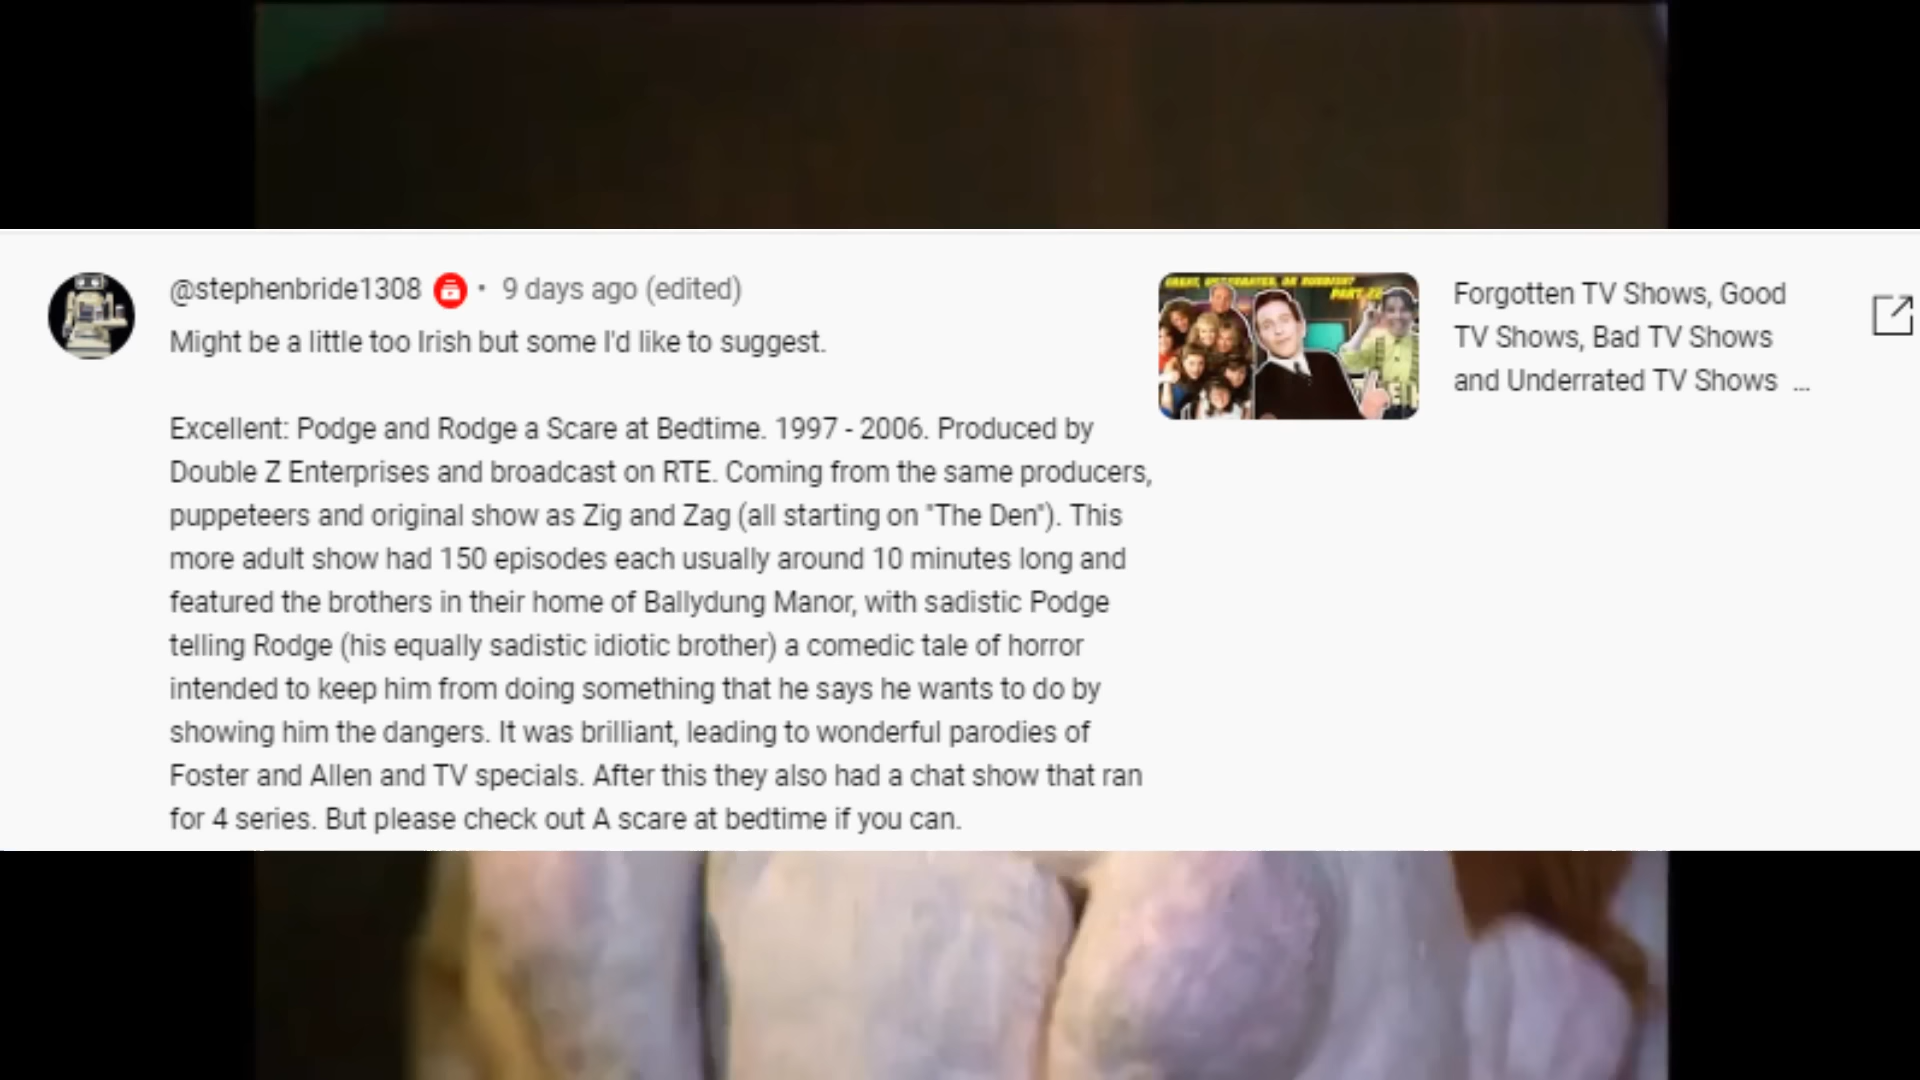 @stephenbride1308 • 9 days ago (edited)
Might be a little too Irish but some I'd like to suggest.
Excellent: Podge and Rodge a Scare at Bedtime. 1997 - 2006. Produced by
Double Z Enterprises and broadcast on RTE. Coming from the same producers,
puppeteers and original show as Zig and Zag (all starting on "The Den"). This
more adult show had 150 episodes each usually around 10 minutes long and
featured the brothers in their home of Ballydung Manor, with sadistic Podge
telling Rodge (his equally sadistic idiotic brother) a comedic tale of horror
intended to keep him from doing something that he says he wants to do by
showing him the dangers. It was brilliant, leading to wonderful parodies of
Foster and Allen and TV specials. After this they also had a chat show that ran
for 4 series. But please check out A scare at bedtime if you can.
GREAT, UNDERRATED, OR RUBBISH?
PART 22
Forgotten TV Shows, Good
TV Shows, Bad TV Shows
and Underrated TV Shows ...